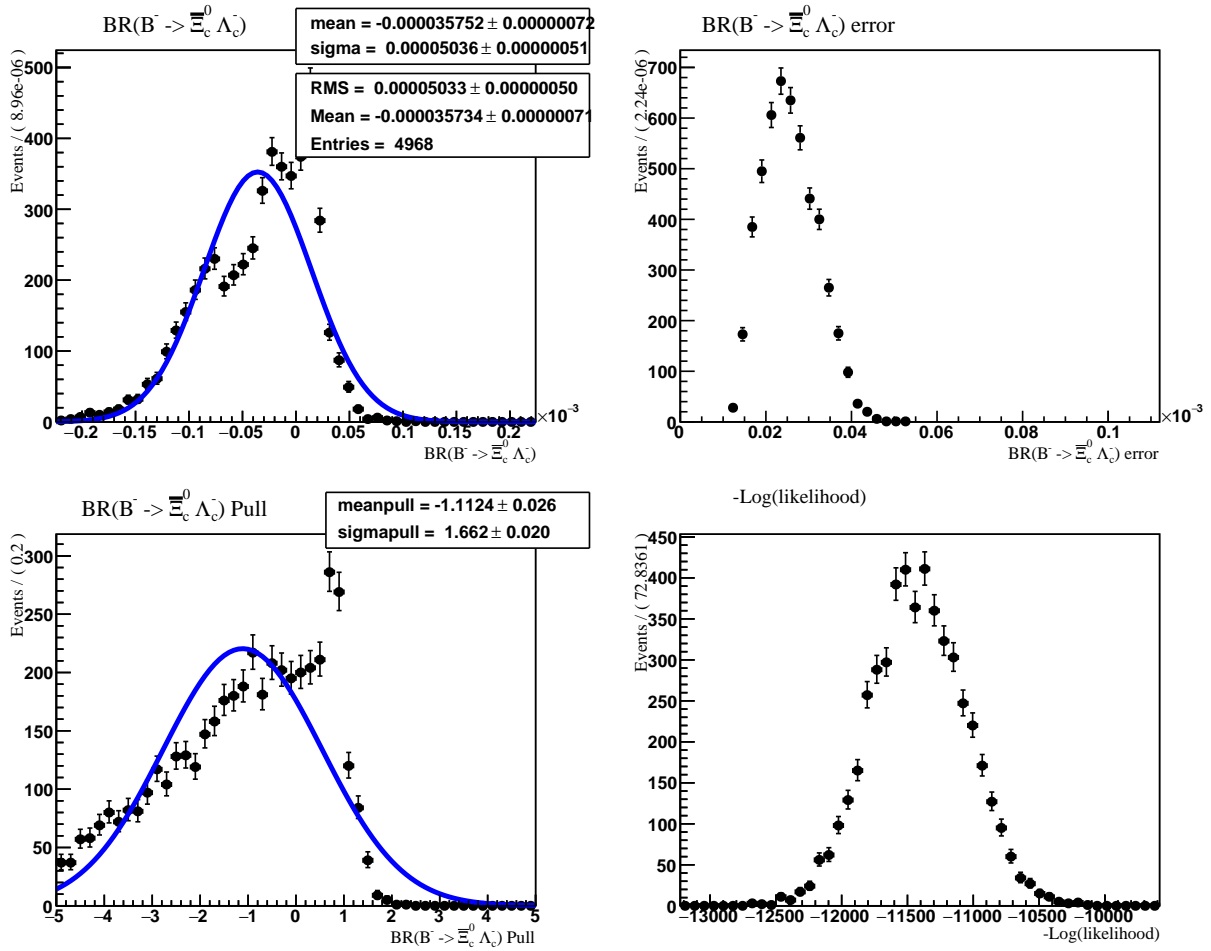 BR(B⁻ -> Ξ̅c⁰ Λc⁻)
mean = -0.000035752 ± 0.00000072
sigma = 0.00005036 ± 0.00000051
RMS = 0.00005033 ± 0.00000050
Mean = -0.000035734 ± 0.00000071
Entries = 4968
Events / ( 8.96e-06 )
500
400
300
200
100
0
−0.2 −0.15 −0.1 −0.05 0 0.05 0.1 0.15 0.2
×10⁻³
BR(B⁻ -> Ξ̅c⁰ Λc⁻)
BR(B⁻ -> Ξ̅c⁰ Λc⁻) error
Events / ( 2.24e-06 )
700
600
500
400
300
200
100
0
0 0.02 0.04 0.06 0.08 0.1
×10⁻³
BR(B⁻ -> Ξ̅c⁰ Λc⁻) error
BR(B⁻ -> Ξ̅c⁰ Λc⁻) Pull
meanpull = -1.1124 ± 0.026
sigmapull = 1.662 ± 0.020
Events / ( 0.2 )
300
250
200
150
100
50
0
−5 −4 −3 −2 −1 0 1 2 3 4 5
BR(B⁻ -> Ξ̅c⁰ Λc⁻) Pull
-Log(likelihood)
Events / ( 72.8361 )
450
400
350
300
250
200
150
100
50
0
−13000 −12500 −12000 −11500 −11000 −10500 −10000
-Log(likelihood)